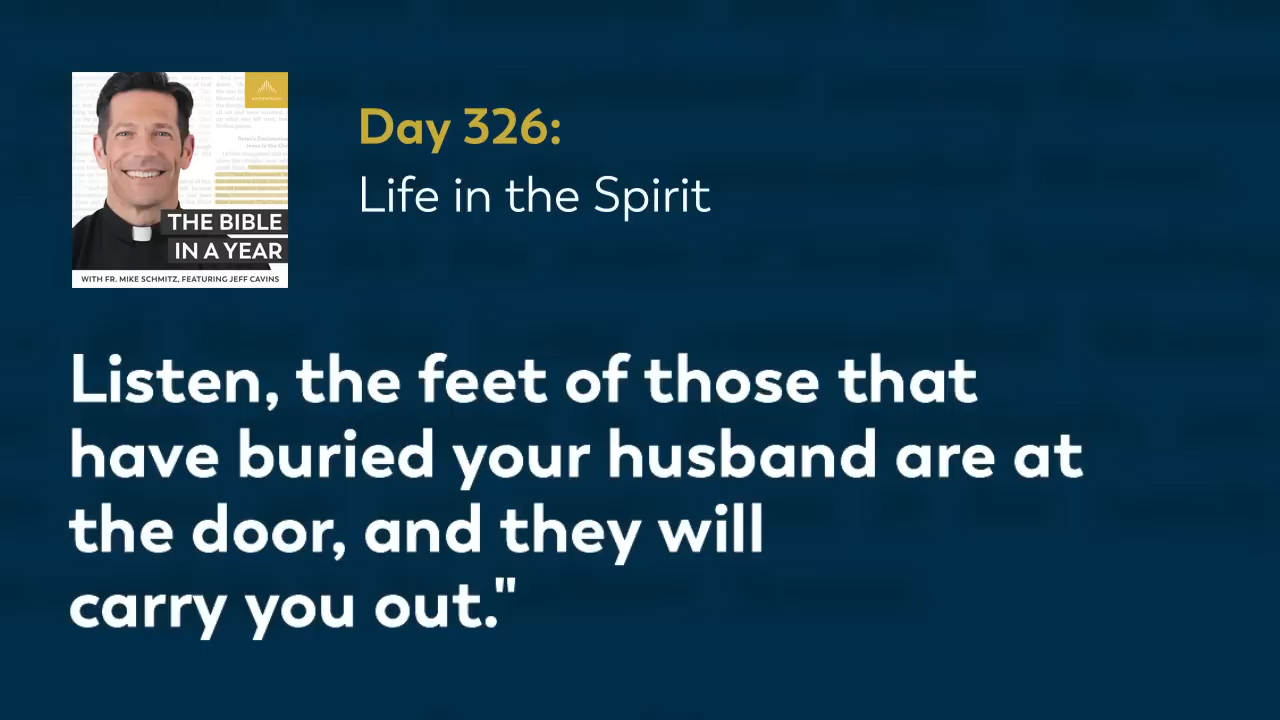 THE BIBLE
IN A YEAR
WITH FR. MIKE SCHMITZ, FEATURING JEFF CAVINS
Day 326:
Life in the Spirit
Listen, the feet of those that
have buried your husband are at
the door, and they will
carry you out."